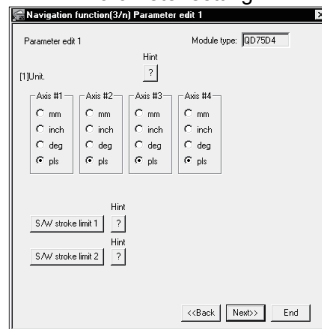 Navigation function(3/n) Parameter edit 1
Parameter edit 1
Module type: QD75D4
Hint
[1]Unit. ?
Axis #1 Axis #2 Axis #3 Axis #4
mm mm mm mm
inch inch inch inch
deg deg deg deg
pls pls pls pls
Hint
S/W stroke limit 1 ?
Hint
S/W stroke limit 2 ?
<<Back Next>> End